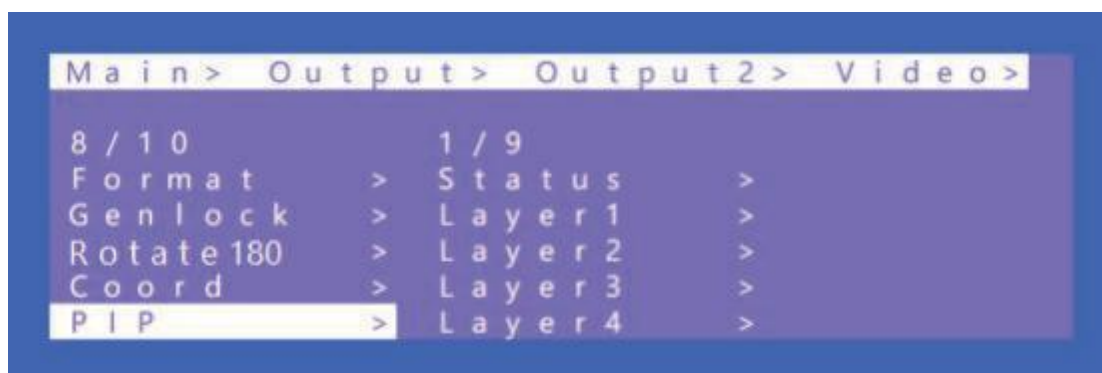 Main> Output> Output2> Video>
8/10 1/9
Format > Status >
Genlock > Layer1 >
Rotate180 > Layer2 >
Coord > Layer3 >
PIP > Layer4 >